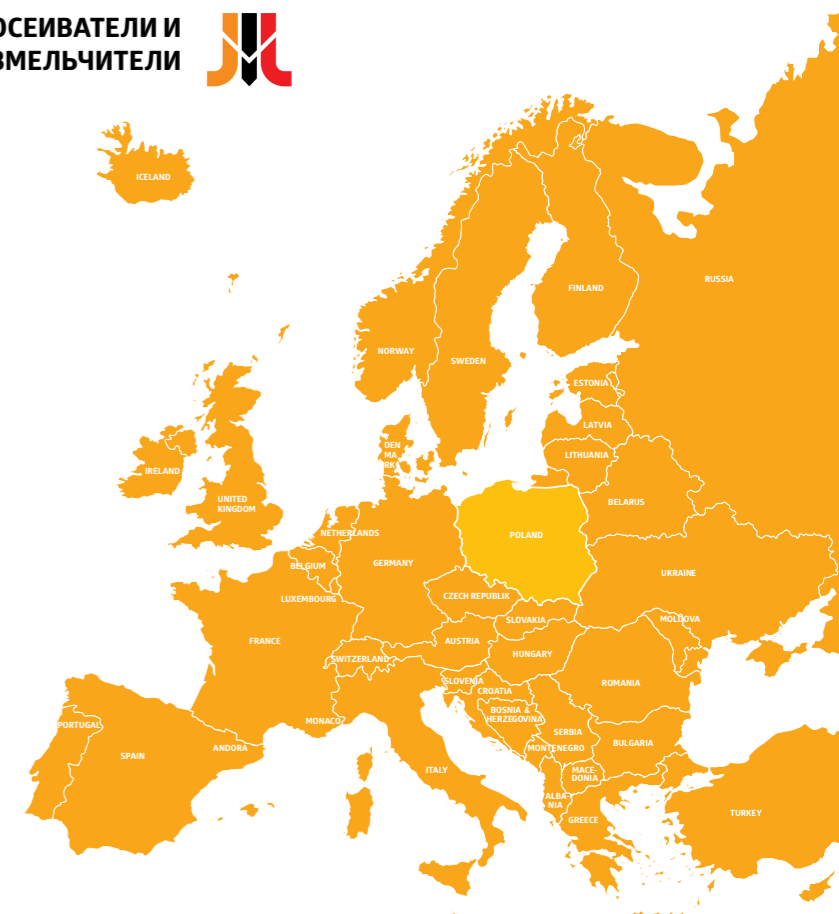 ОСЕИВАТЕЛИ И
ЗМЕЛЬЧИТЕЛИ
ICELAND
RUSSIA
FINLAND
NORWAY
SWEDEN
ESTONIA
LATVIA
DEN
MA
RK
LITHUANIA
IRELAND
UNITED
KINGDOM
BELARUS
NETHERLANDS
POLAND
BELGIUM
GERMANY
UKRAINE
LUXEMBOURG
CZECH REPUBLIK
SLOVAKIA
MOLDOVA
FRANCE
AUSTRIA
SWITZERLAND
HUNGARY
SLOVENIA
ROMANIA
CROATIA
BOSNIA &
HERZEGOVINA
PORTUGAL
MONACO
SERBIA
SPAIN
ANDORA
MONTENEGRO
BULGARIA
ITALY
MACE-
DONIA
ALBA
NIA
GREECE
TURKEY